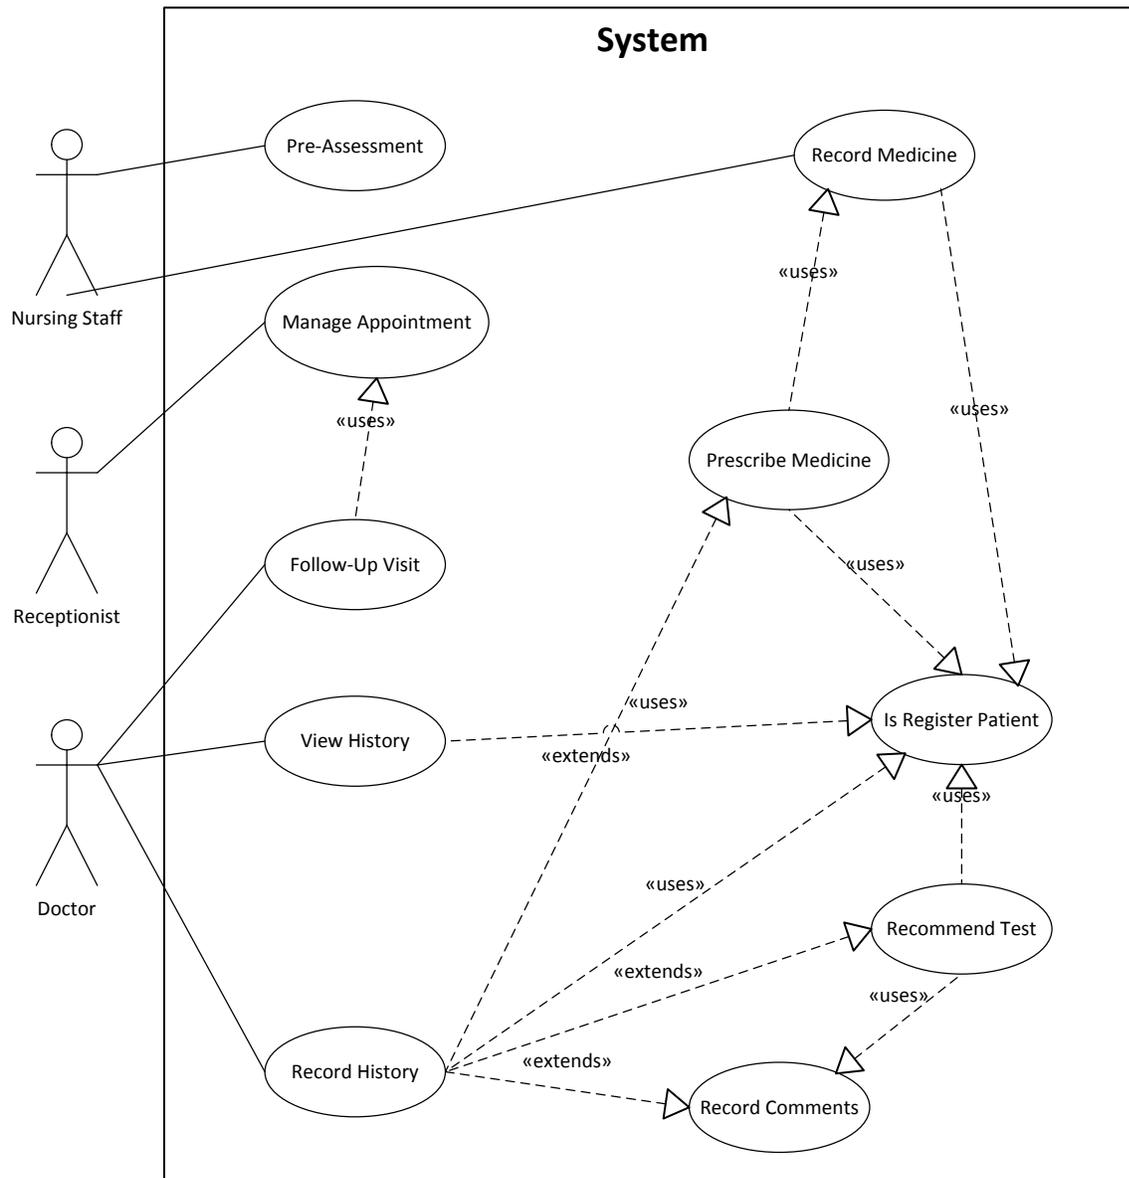 System
Pre-Assessment
Record Medicine
«uses»
Nursing Staff
Manage Appointment
«uses»
«uses»
Prescribe Medicine
Follow-Up Visit
«uses»
Receptionist
«uses»
Is Register Patient
View History
«extends»
«uses»
«uses»
Doctor
Recommend Test
«extends»
«uses»
«extends»
Record History
Record Comments